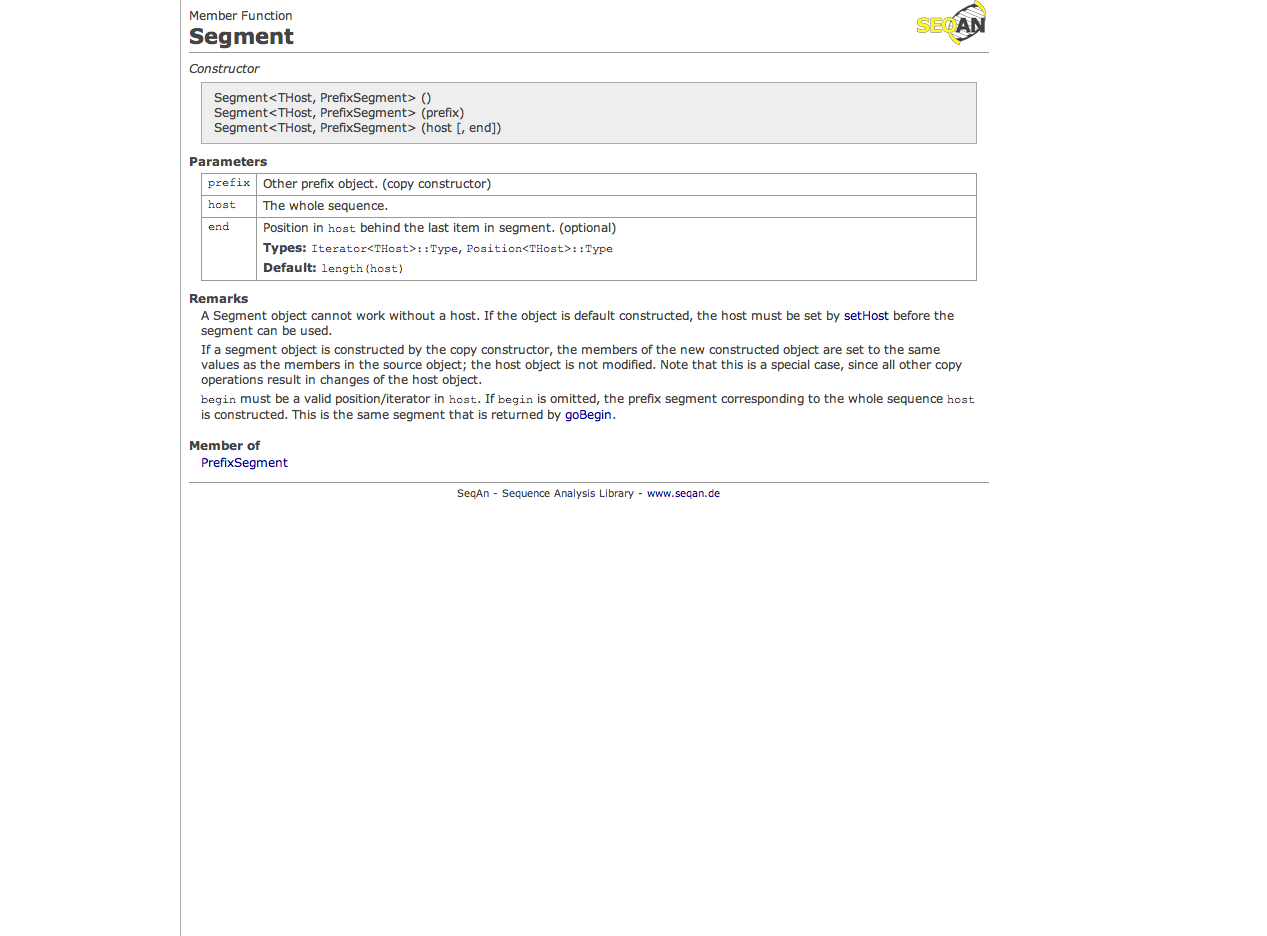 Member Function
SEQAN
Segment
Constructor
Segment<THost, PrefixSegment> ()
Segment<THost, PrefixSegment> (prefix)
Segment<THost, PrefixSegment> (host [, end])
Parameters
prefix Other prefix object. (copy constructor)
host The whole sequence.
end Position in host behind the last item in segment. (optional)
Types: Iterator<THost>::Type, Position<THost>::Type
Default: length(host)
Remarks
A Segment object cannot work without a host. If the object is default constructed, the host must be set by setHost before the
segment can be used.
If a segment object is constructed by the copy constructor, the members of the new constructed object are set to the same
values as the members in the source object; the host object is not modified. Note that this is a special case, since all other copy
operations result in changes of the host object.
begin must be a valid position/iterator in host. If begin is omitted, the prefix segment corresponding to the whole sequence host
is constructed. This is the same segment that is returned by goBegin.
Member of
PrefixSegment
SeqAn - Sequence Analysis Library - www.seqan.de